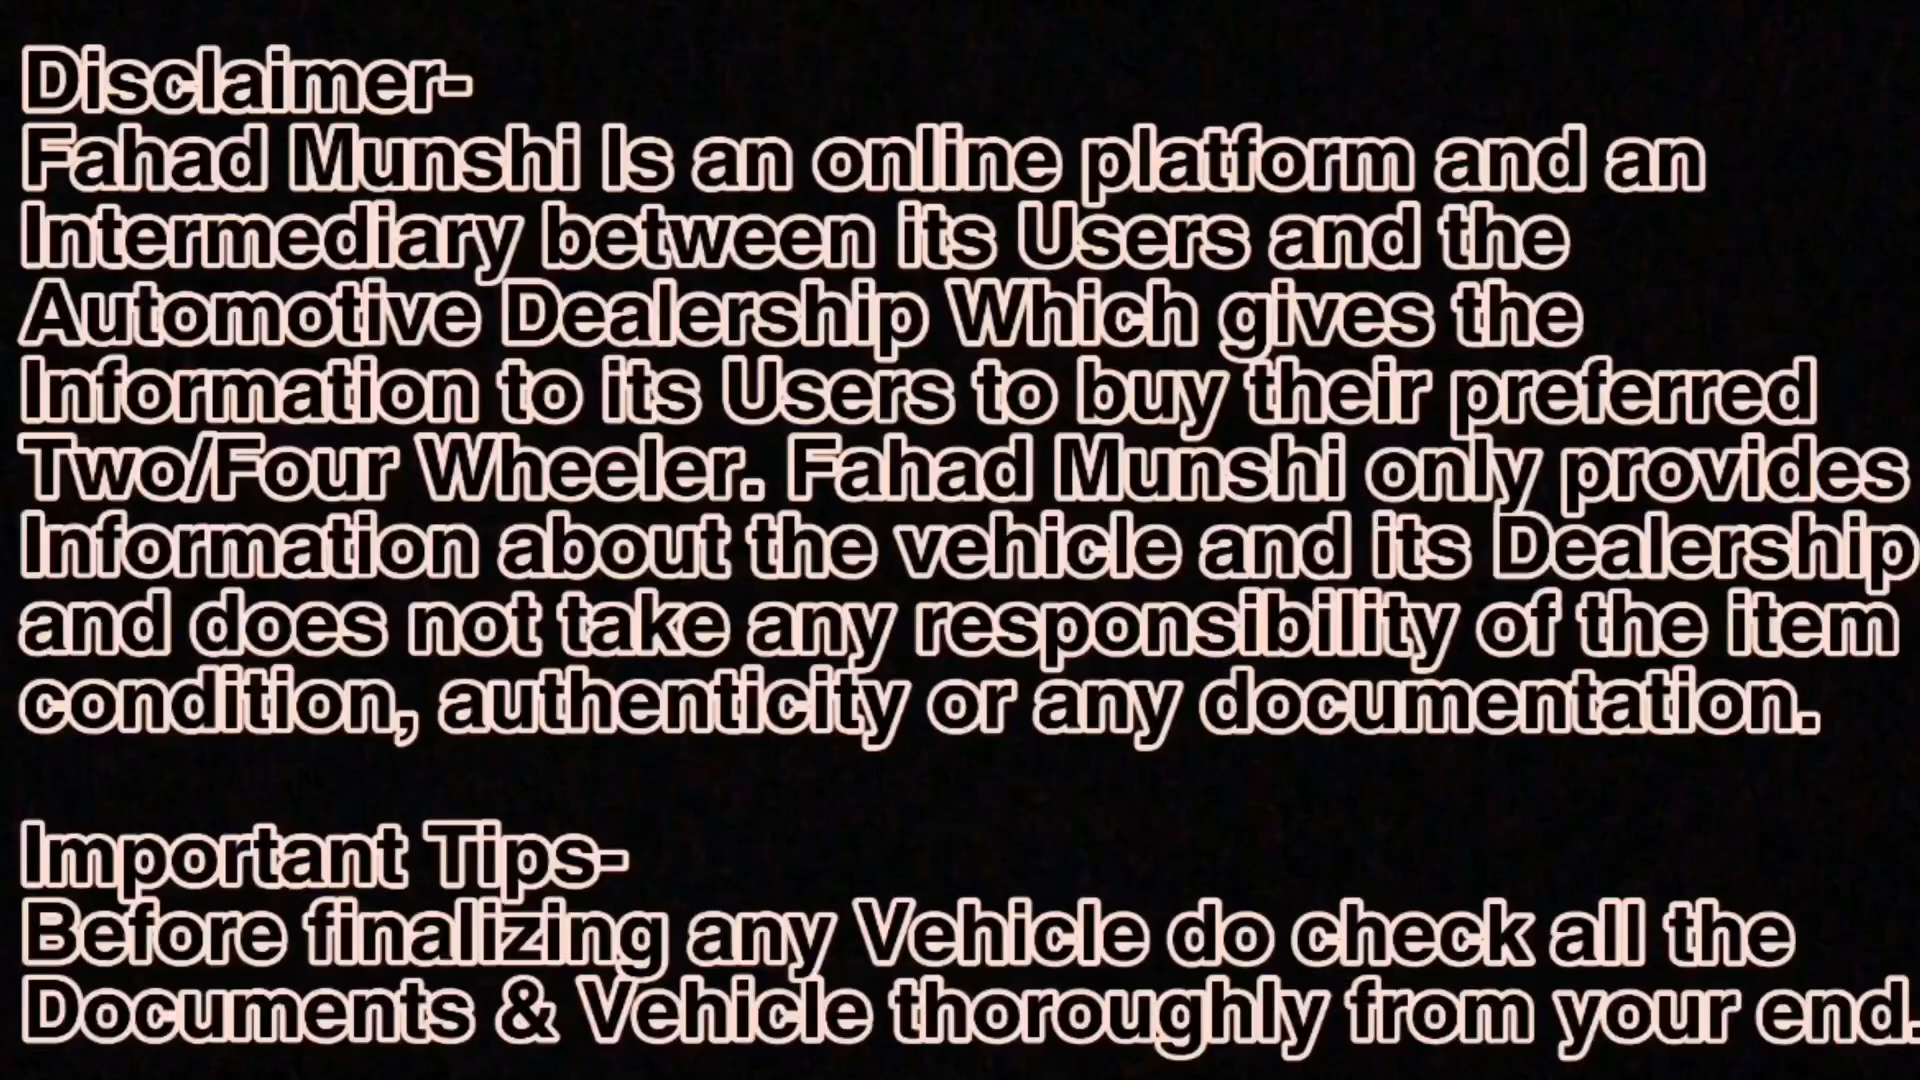 Disclaimer-
Fahad Munshi Is an online platform and an
Intermediary between its Users and the
Automotive Dealership Which gives the
Information to its Users to buy their preferred
Two/Four Wheeler. Fahad Munshi only provides
Information about the vehicle and its Dealership
and does not take any responsibility of the item
condition, authenticity or any documentation.
Important Tips-
Before finalizing any Vehicle do check all the
Documents & Vehicle thoroughly from your end.